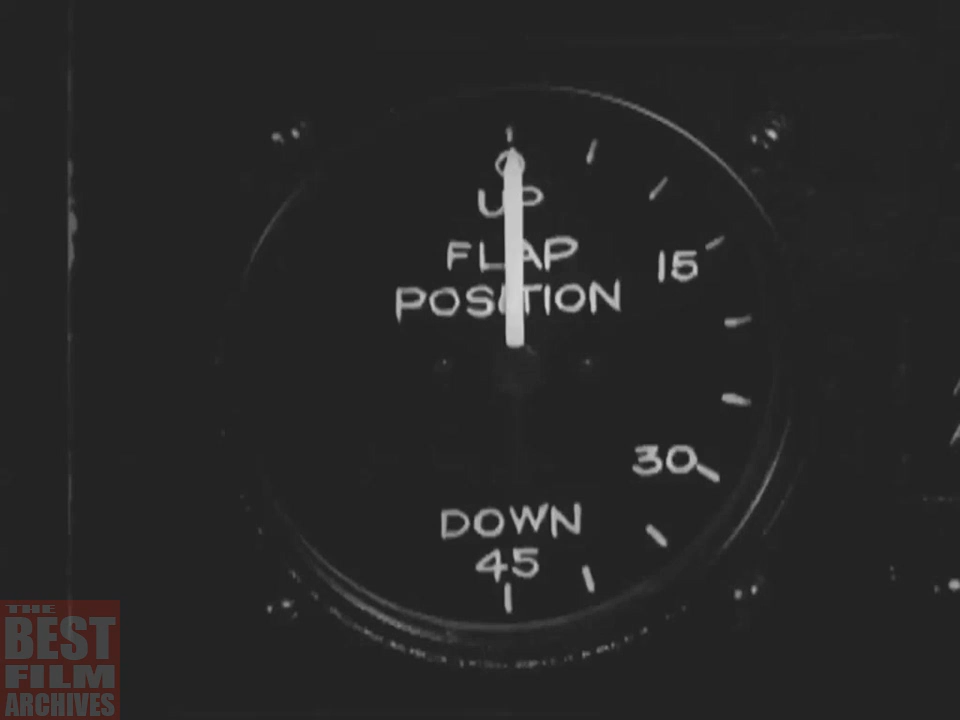 0
UP
FLAP
POSITION
15
30
DOWN
45
THE
BEST
FILM
ARCHIVES